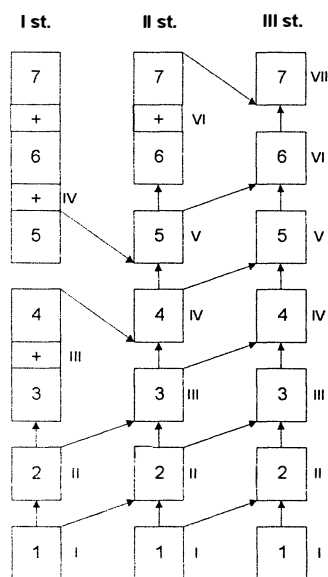 I st. II st. III st.
7 7 7 VII
+ + VI
6 6 6 VI
+ IV
5 5 V 5 V
4 4 IV 4 IV
+ III
3 3 III 3 III
2 II 2 II 2 II
1 I 1 I 1 I